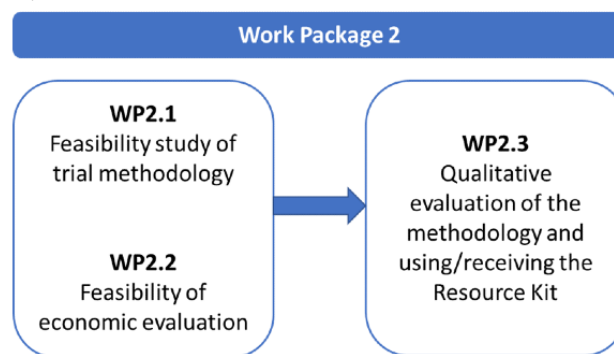 Work Package 2
WP2.1
Feasibility study of
trial methodology
WP2.2
Feasibility of
economic evaluation
WP2.3
Qualitative
evaluation of the
methodology and
using/receiving the
Resource Kit